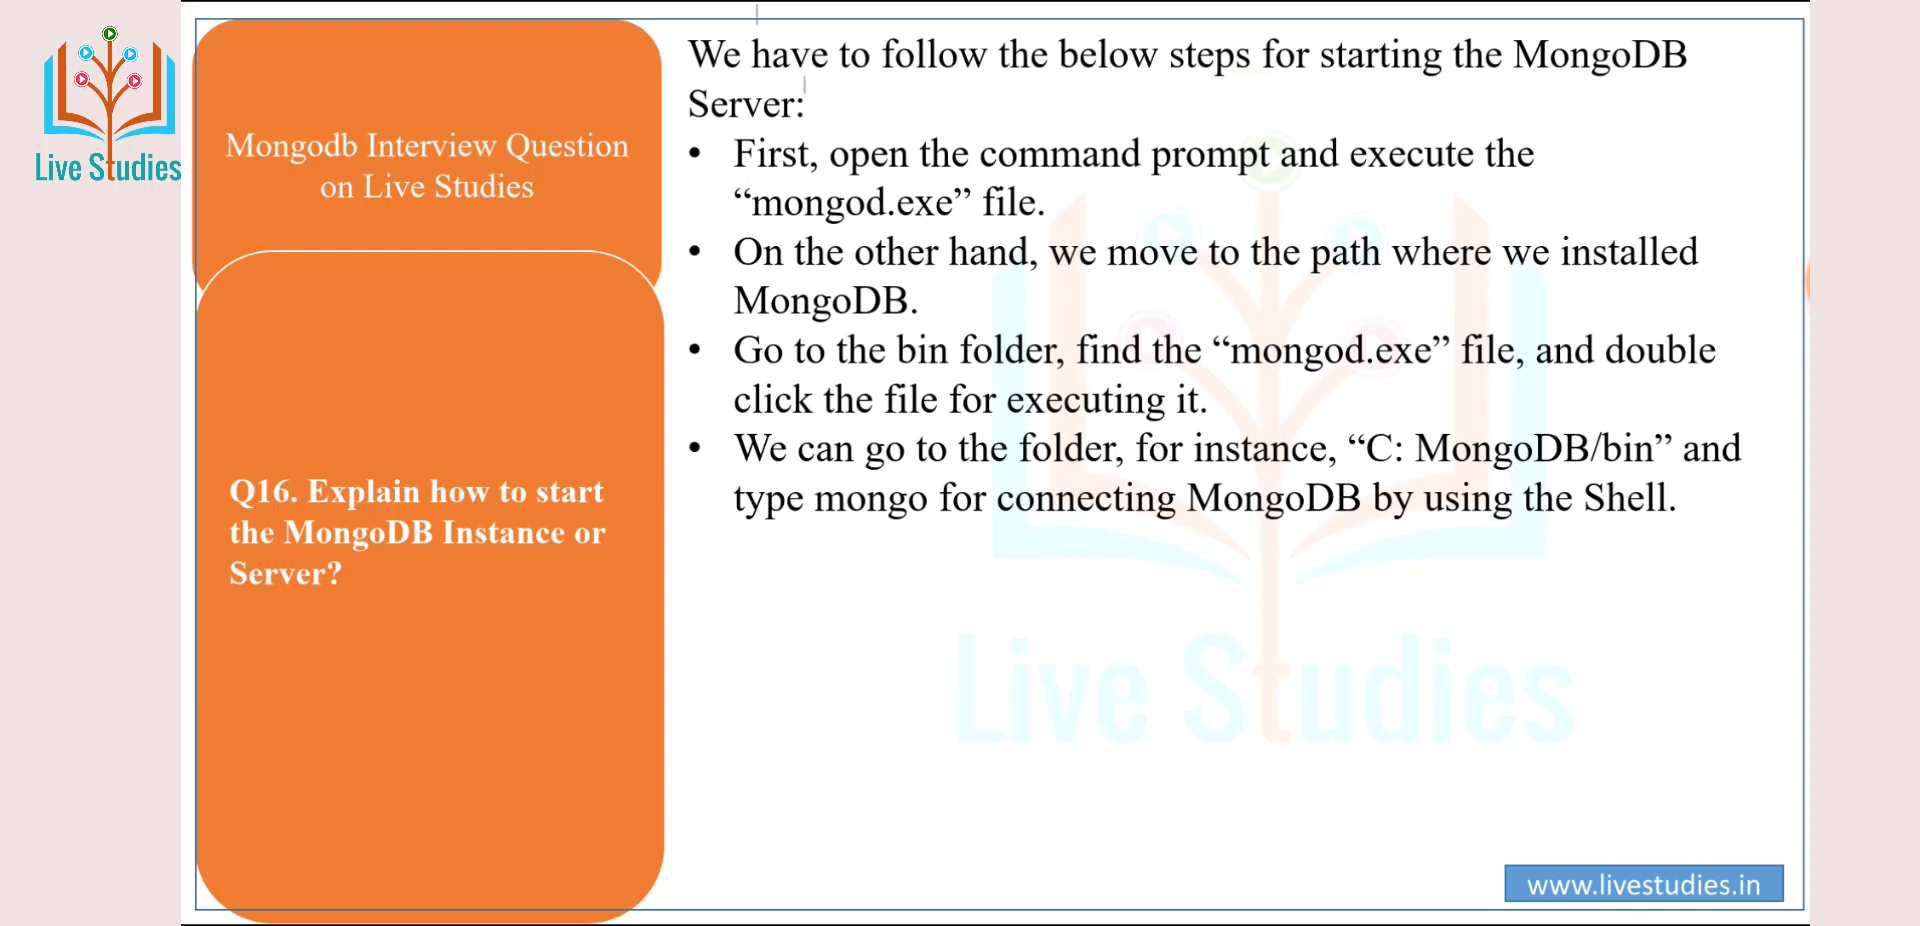 Live Studies
Mongodb Interview Question
on Live Studies
Q16. Explain how to start
the MongoDB Instance or
Server?
We have to follow the below steps for starting the MongoDB
Server:
• First, open the command prompt and execute the
“mongod.exe” file.
• On the other hand, we move to the path where we installed
MongoDB.
• Go to the bin folder, find the “mongod.exe” file, and double
click the file for executing it.
• We can go to the folder, for instance, “C: MongoDB/bin” and
type mongo for connecting MongoDB by using the Shell.
Live Studies
www.livestudies.in